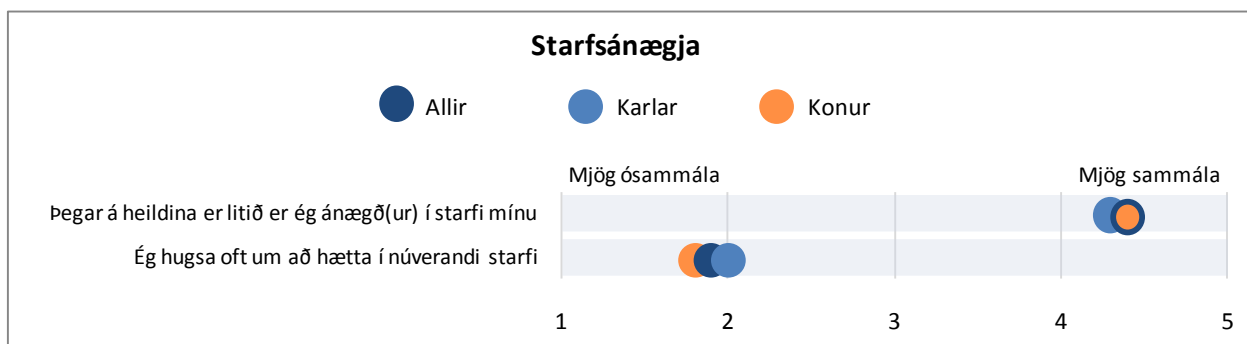 Starfsánægja
Allir Karlar Konur
Mjög ósammála Mjög sammála
Þegar á heildina er litið er ég ánægð(ur) í starfi mínu
Ég hugsa oft um að hætta í núverandi starfi
1 2 3 4 5